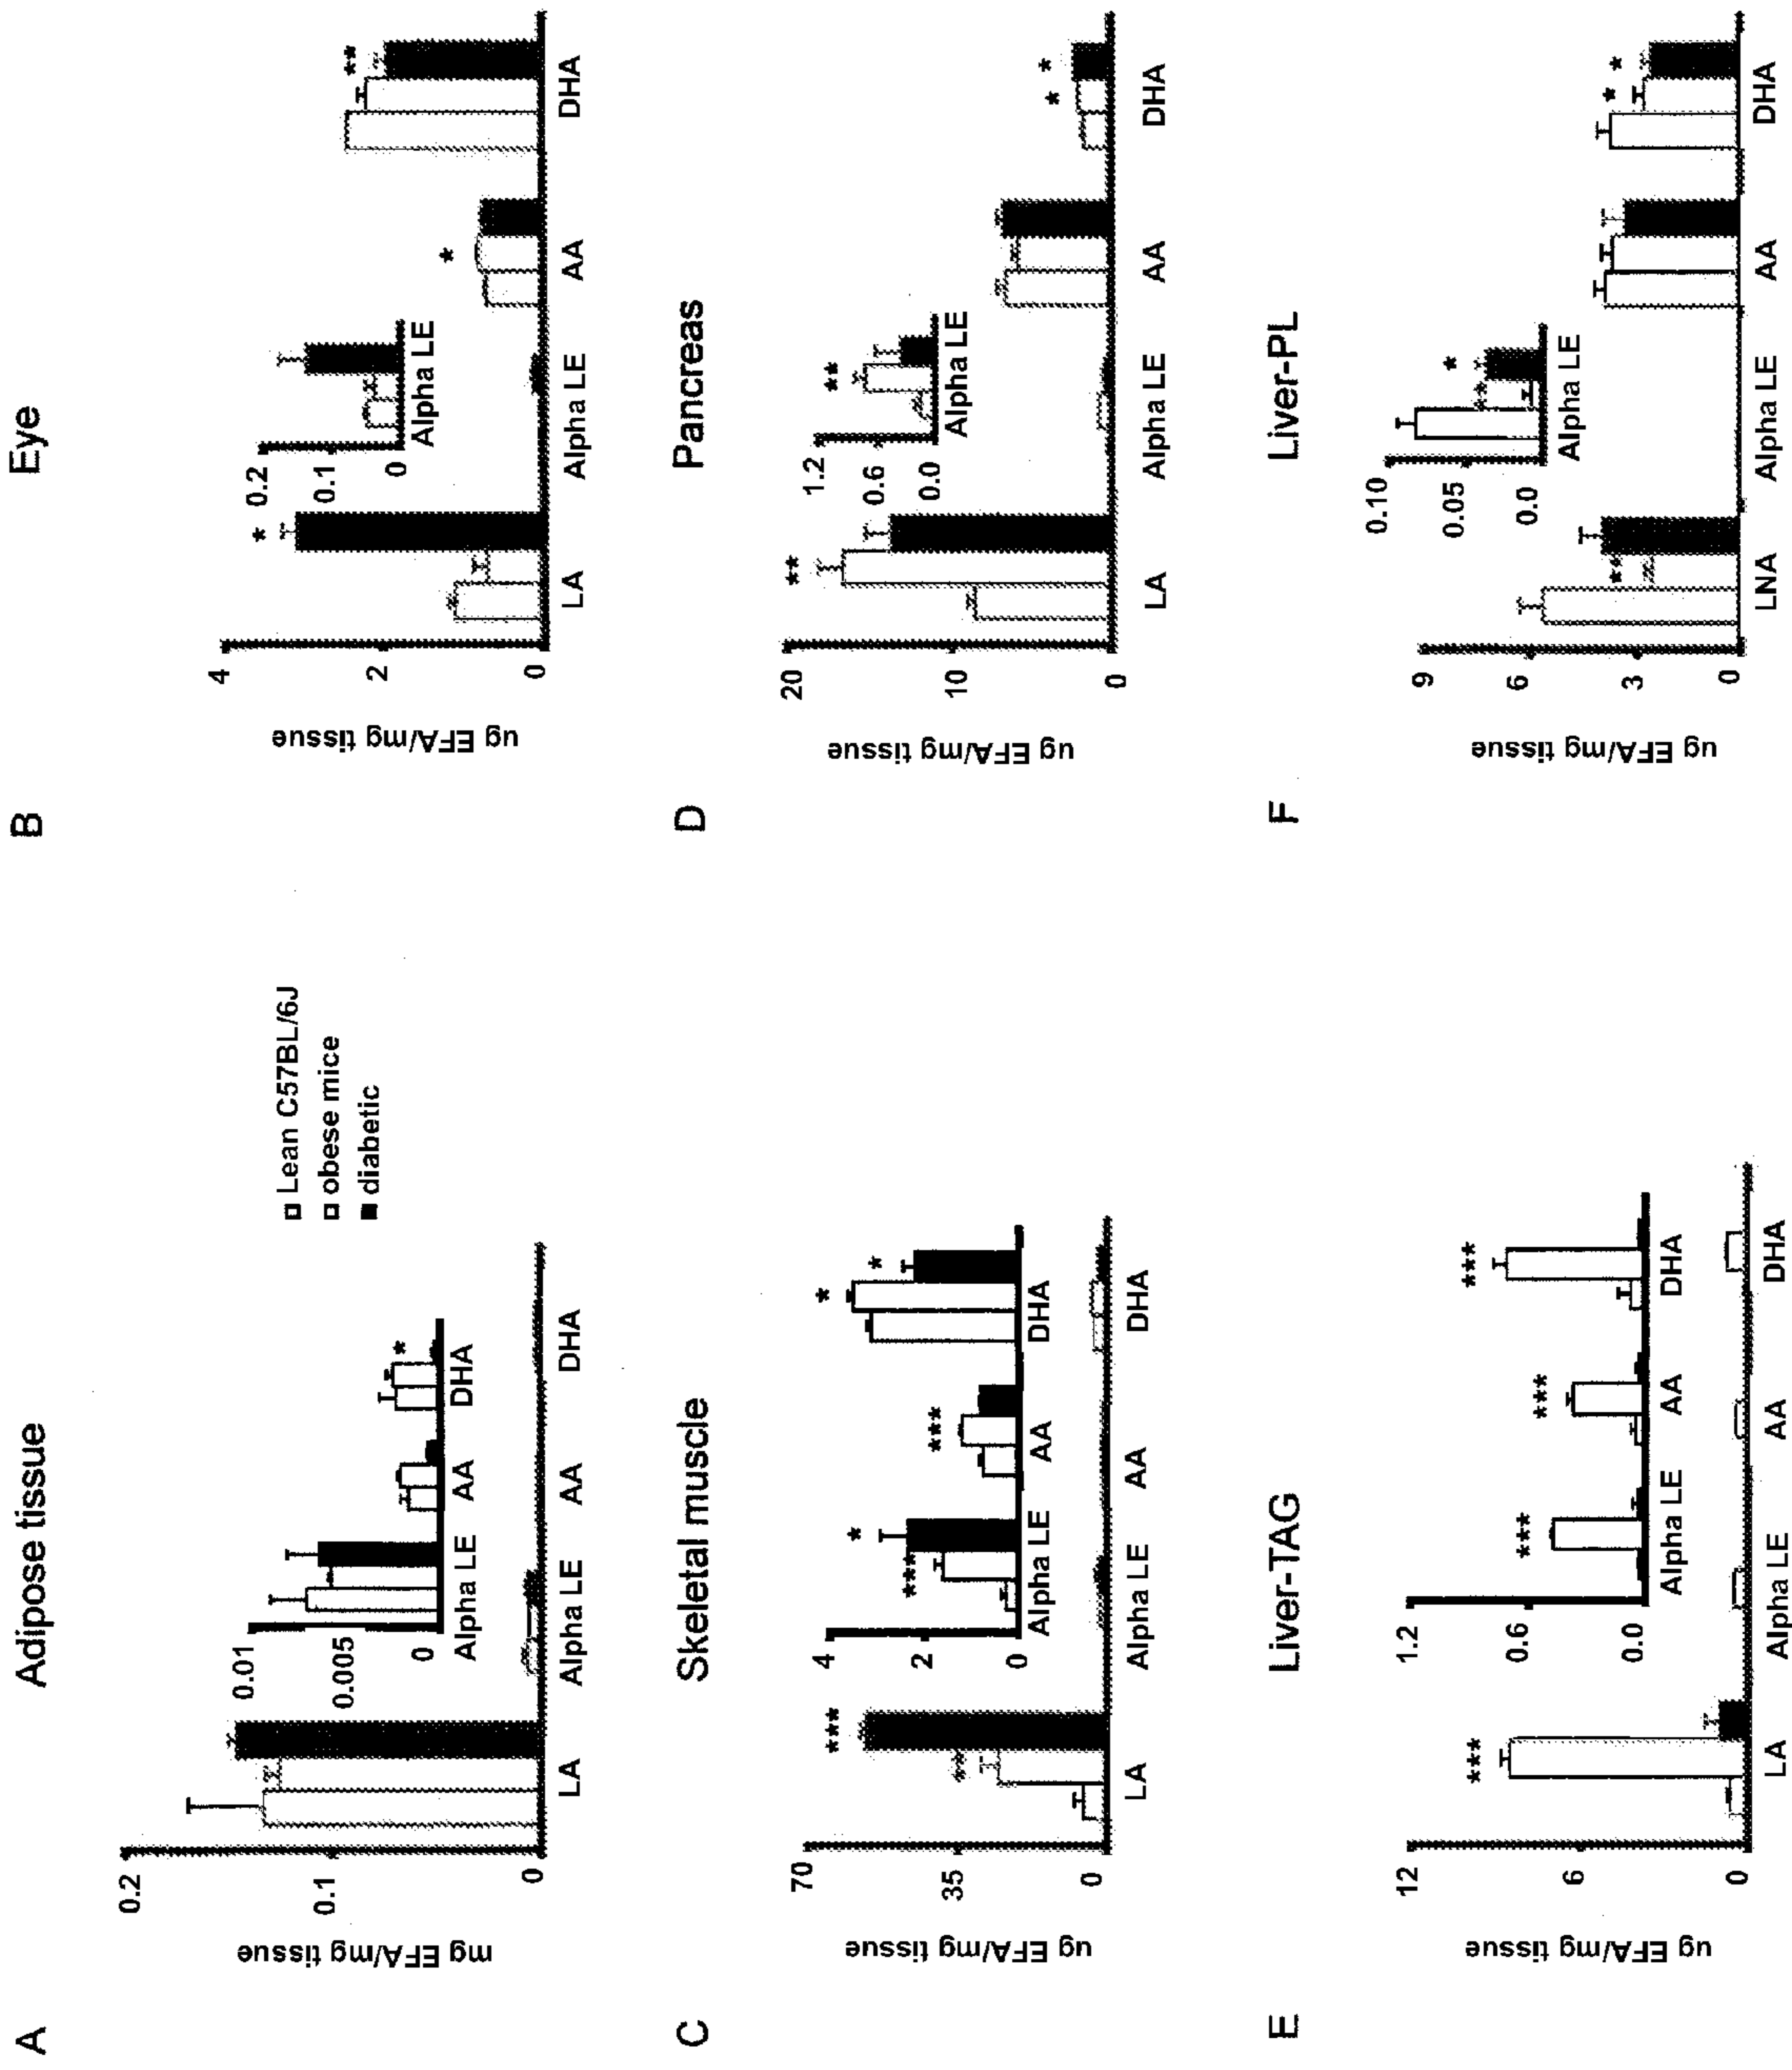 A
Adipose tissue
mg EFA/mg tissue
0.2
0.1
0
LA
Alpha LE
AA
DHA
0.01
0.005
0
Alpha LE
AA
DHA
*
Lean C57BL/6J
obese mice
diabetic
B
Eye
ug EFA/mg tissue
4
2
0
*
*
**
LA
Alpha LE
AA
DHA
0.2
0.1
0
Alpha LE
C
Skeletal muscle
ug EFA/mg tissue
70
35
0
**
***
LA
Alpha LE
AA
DHA
4
2
0
***
*
***
*
*
Alpha LE
AA
DHA
D
Pancreas
ug EFA/mg tissue
20
10
0
**
*
*
LA
Alpha LE
AA
DHA
1.2
0.6
0.0
**
Alpha LE
E
Liver-TAG
ug EFA/mg tissue
12
6
0
***
LA
Alpha LE
AA
DHA
1.2
0.6
0.0
***
***
***
Alpha LE
AA
DHA
F
Liver-PL
ug EFA/mg tissue
9
6
3
0
**
*
*
LNA
Alpha LE
AA
DHA
0.10
0.05
0.0
**
*
Alpha LE